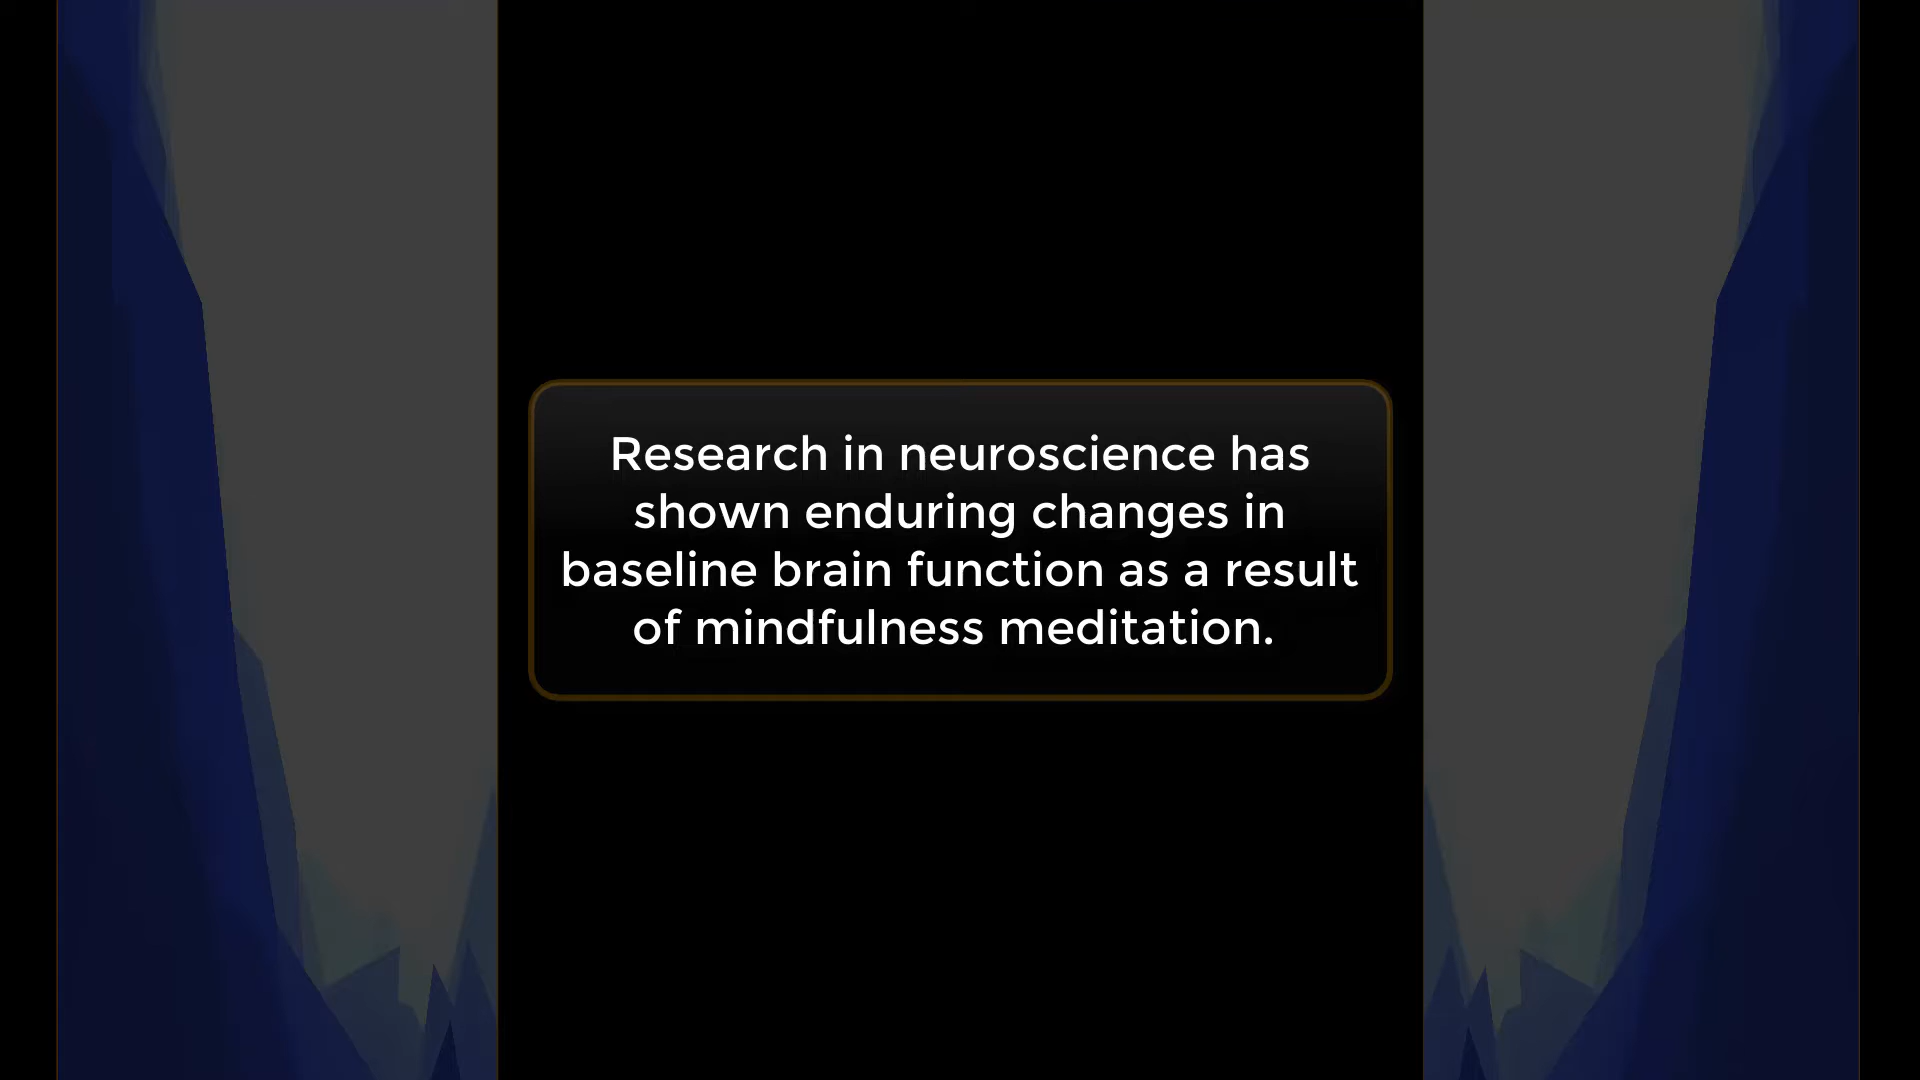 Research in neuroscience has
shown enduring changes in
baseline brain function as a result
of mindfulness meditation.